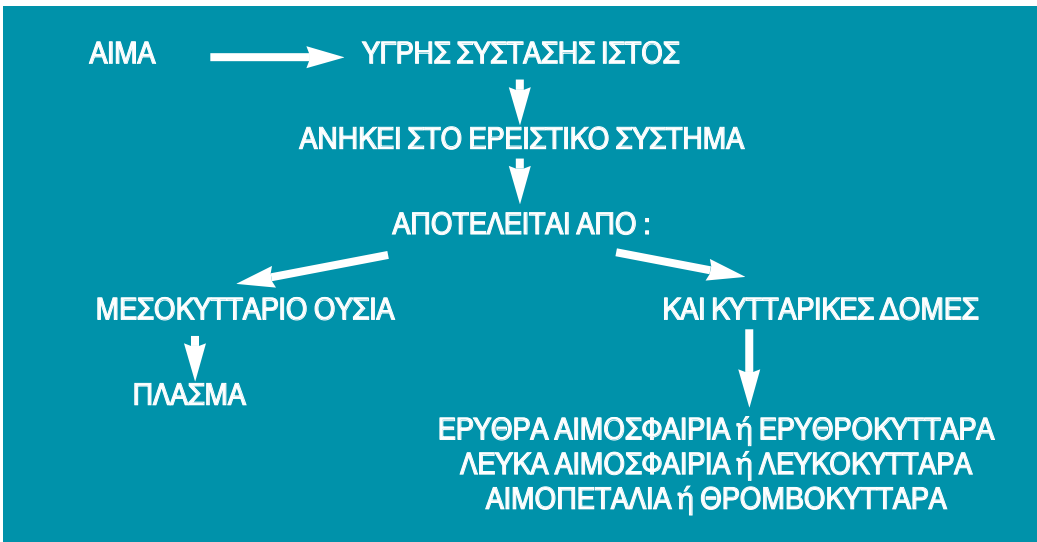 ΑΙΜΑ
ΥΓΡΗΣ ΣΥΣΤΑΣΗΣ ΙΣΤΟΣ
ΑΝΗΚΕΙ ΣΤΟ ΕΡΕΙΣΤΙΚΟ ΣΥΣΤΗΜΑ
ΑΠΟΤΕΛΕΙΤΑΙ ΑΠΟ :
ΜΕΣΟΚΥΤΤΑΡΙΟ ΟΥΣΙΑ
ΚΑΙ ΚΥΤΤΑΡΙΚΕΣ ΔΟΜΕΣ
ΠΛΑΣΜΑ
ΕΡΥΘΡΑ ΑΙΜΟΣΦΑΙΡΙΑ ή ΕΡΥΘΡΟΚΥΤΤΑΡΑ
ΛΕΥΚΑ ΑΙΜΟΣΦΑΙΡΙΑ ή ΛΕΥΚΟΚΥΤΤΑΡΑ
ΑΙΜΟΠΕΤΑΛΙΑ ή ΘΡΟΜΒΟΚΥΤΤΑΡΑ